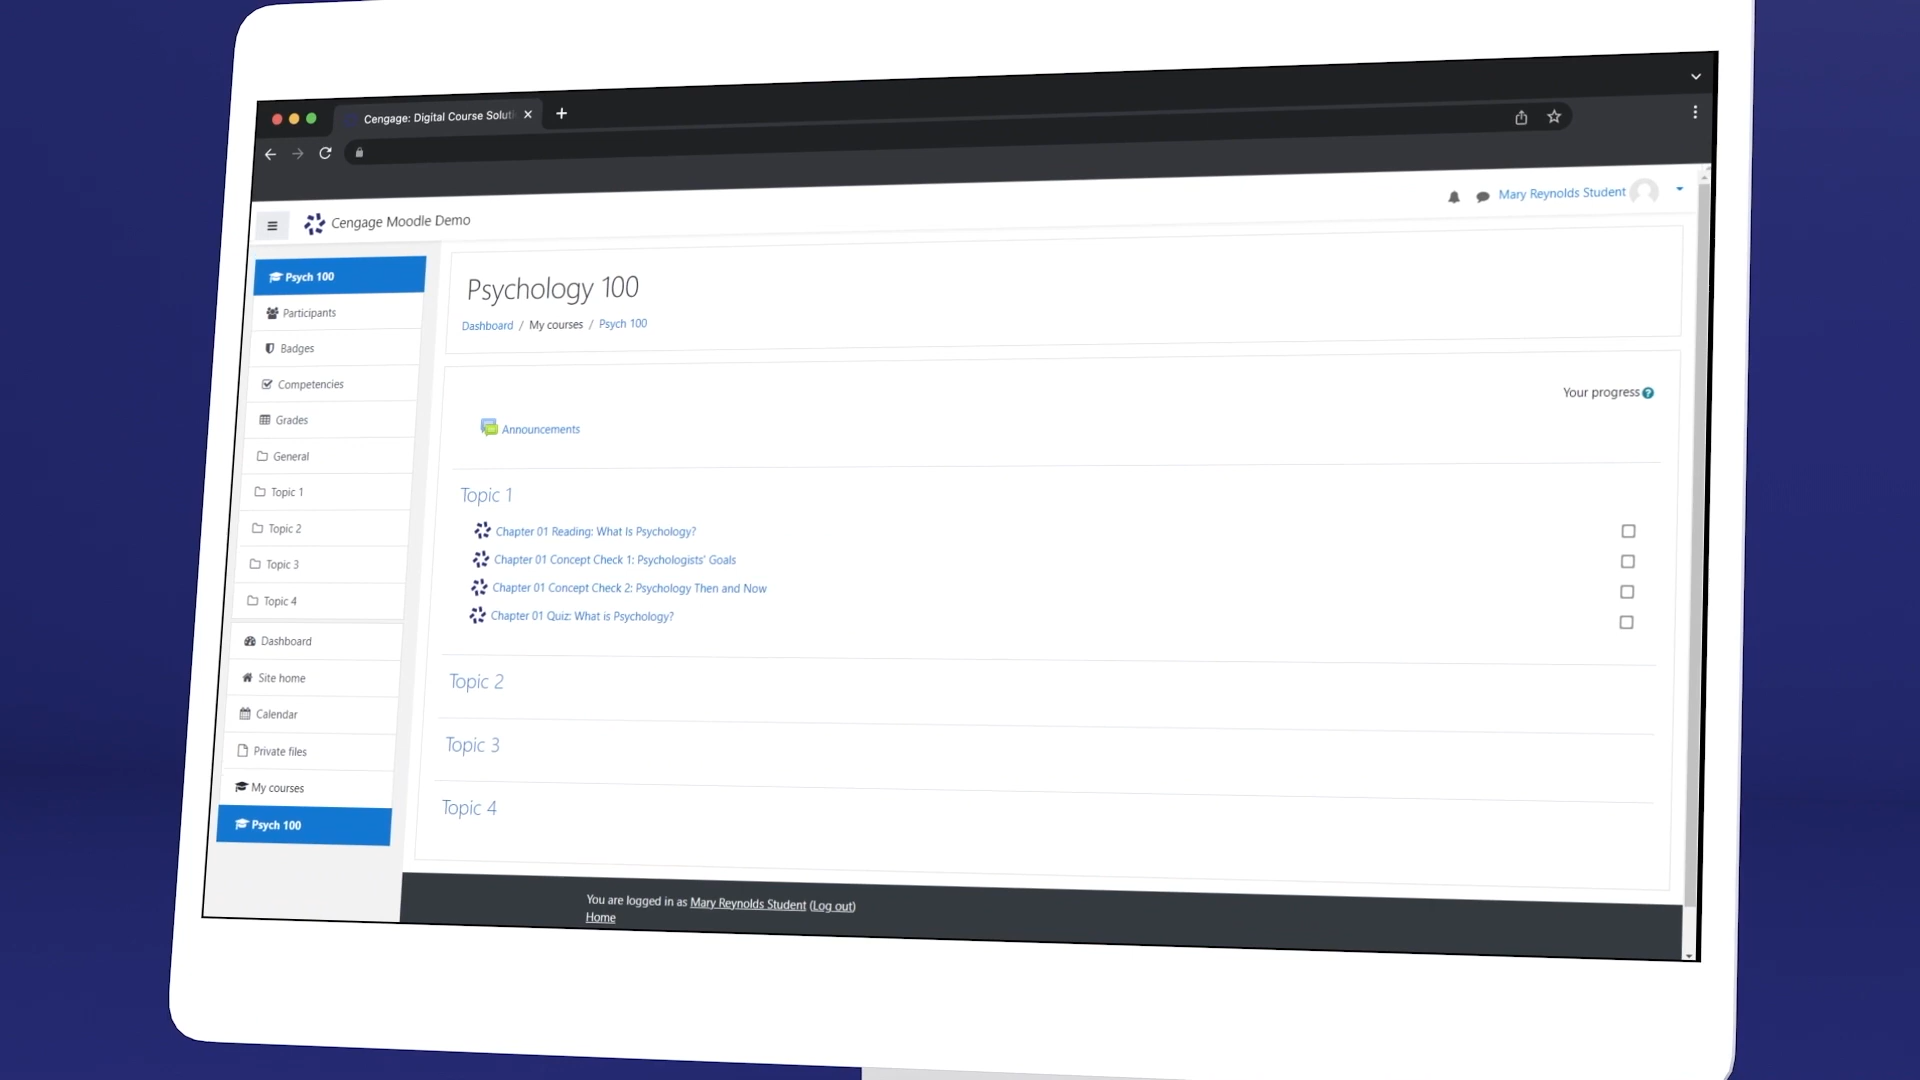 Cengage: Digital Course Soluti
Cengage Moodle Demo
Mary Reynolds Student
Psych 100
Participants
Badges
Competencies
Grades
General
Topic 1
Topic 2
Topic 3
Topic 4
Dashboard
Site home
Calendar
Private files
My courses
Psych 100
Psychology 100
Dashboard / My courses / Psych 100
Your progress
Announcements
Topic 1
Chapter 01 Reading: What Is Psychology?
Chapter 01 Concept Check 1: Psychologists' Goals
Chapter 01 Concept Check 2: Psychology Then and Now
Chapter 01 Quiz: What is Psychology?
Topic 2
Topic 3
Topic 4
You are logged in as Mary Reynolds Student (Log out)
Home